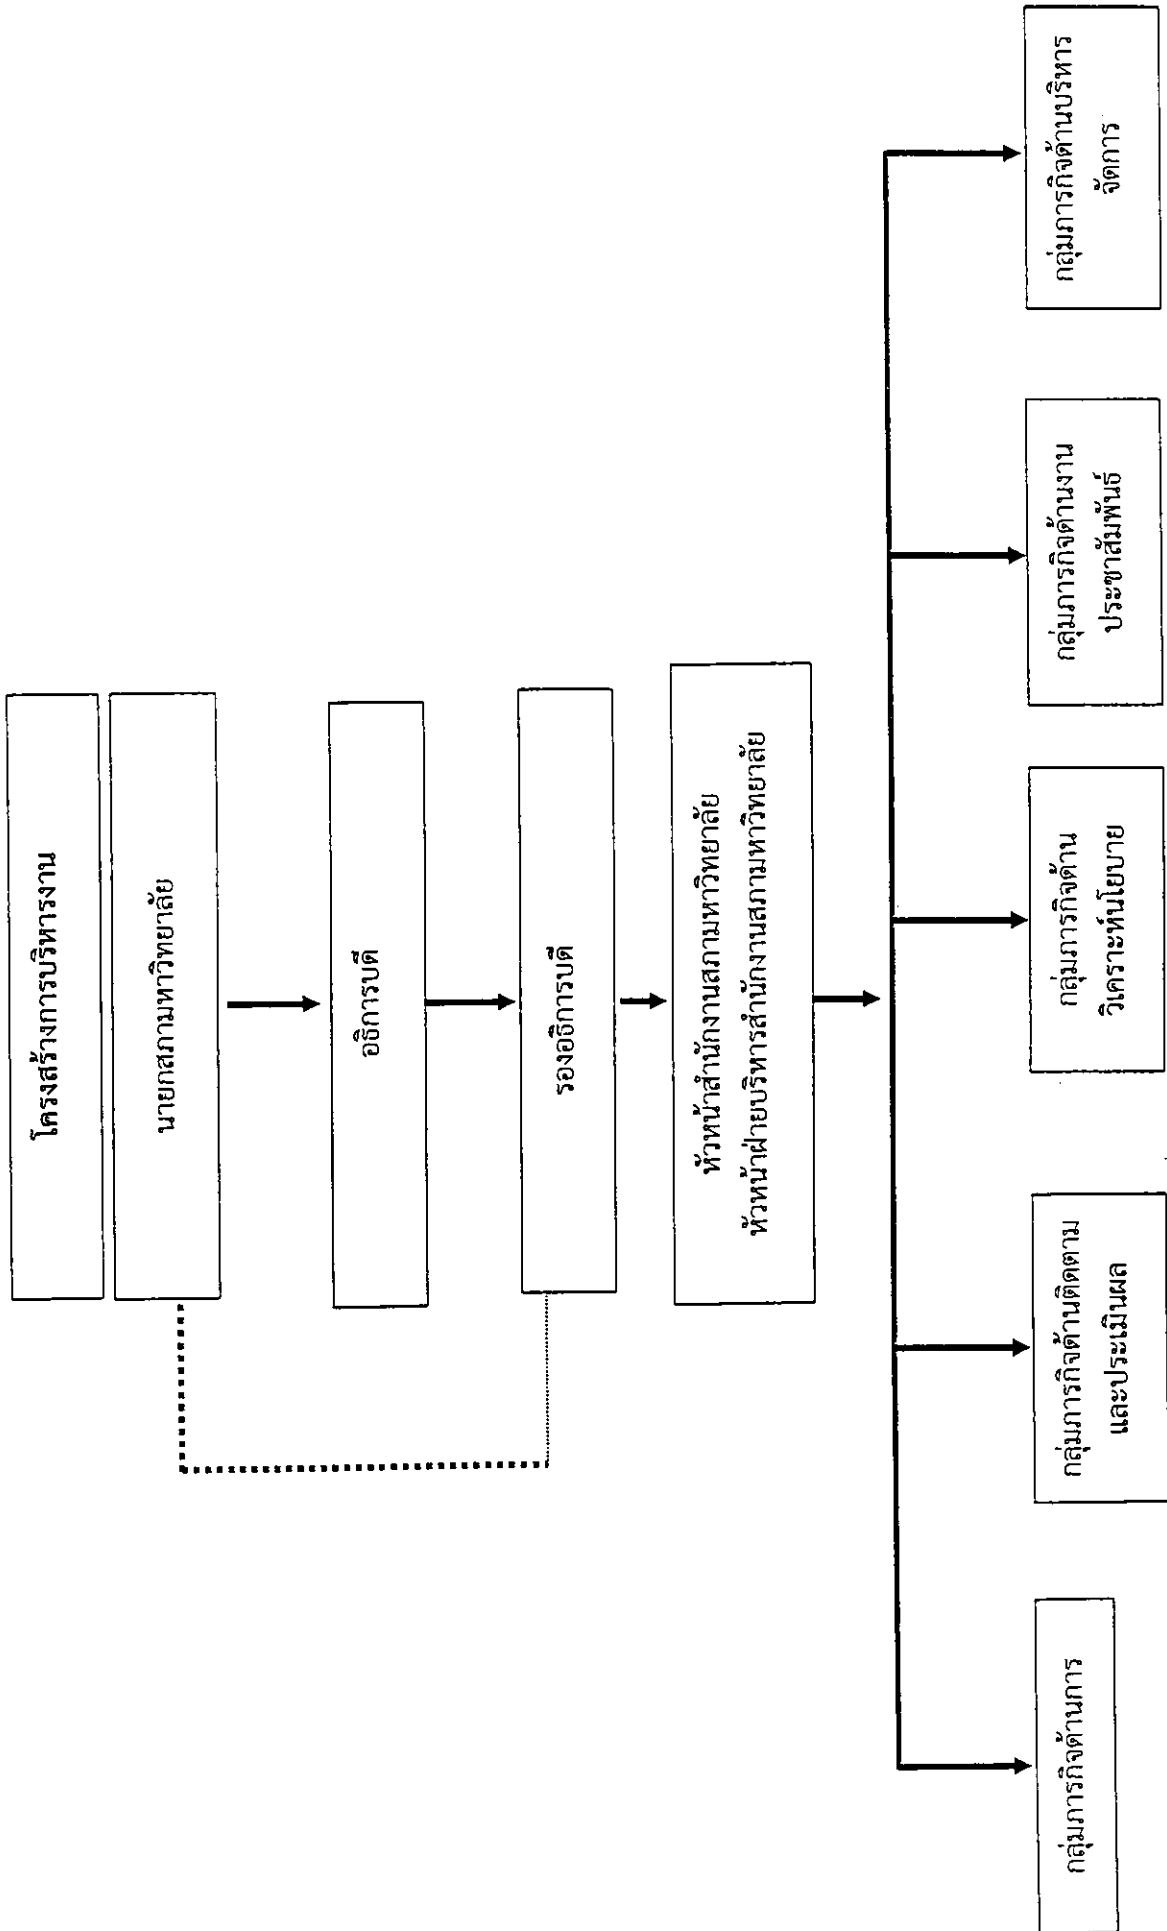 โครงสร้างการบริหารงาน
นายกสภามหาวิทยาลัย
อธิการบดี
รองอธิการบดี
หัวหน้าสำนักงานสภามหาวิทยาลัย
หัวหน้าฝ่ายบริหารสำนักงานสภามหาวิทยาลัย
กลุ่มภารกิจด้านการ
กลุ่มภารกิจด้านติดตาม
และประเมินผล
กลุ่มภารกิจด้าน
วิเคราะห์นโยบาย
กลุ่มภารกิจด้านงาน
ประชาสัมพันธ์
กลุ่มภารกิจด้านบริหาร
จัดการ